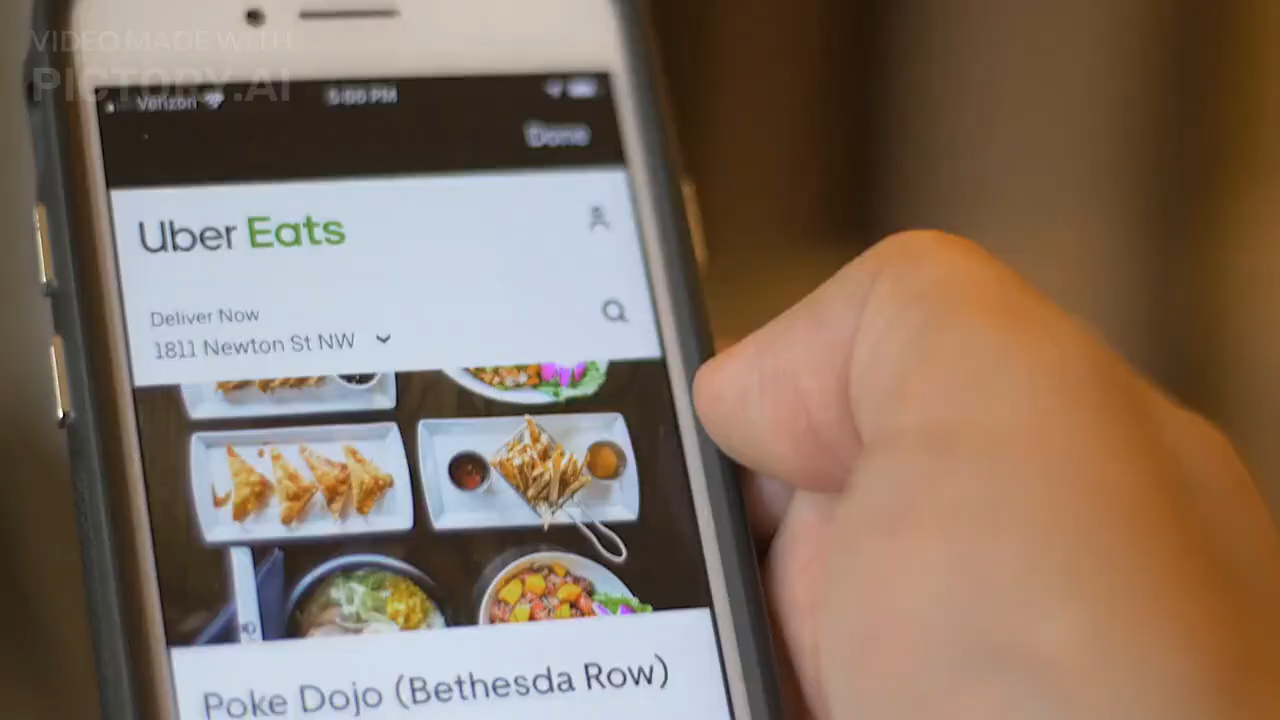 VIDEO MADE WITH
PICTORY.AI
Verizon
5:00 PM
Done
Uber Eats
Deliver Now
1811 Newton St NW
Poke Dojo (Bethesda Row)